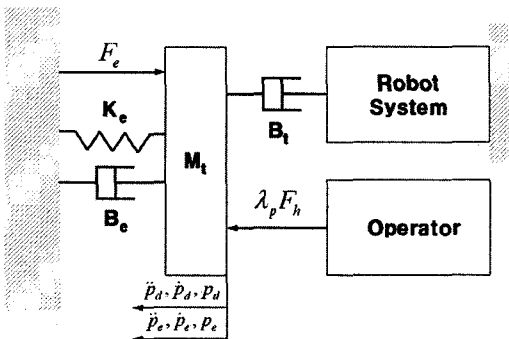 F_e
K_e
B_e
M_t
B_t
Robot
System
λ_p F_h
Operator
p̈_d, ṗ_d, p_d
p̈_e, ṗ_e, p_e